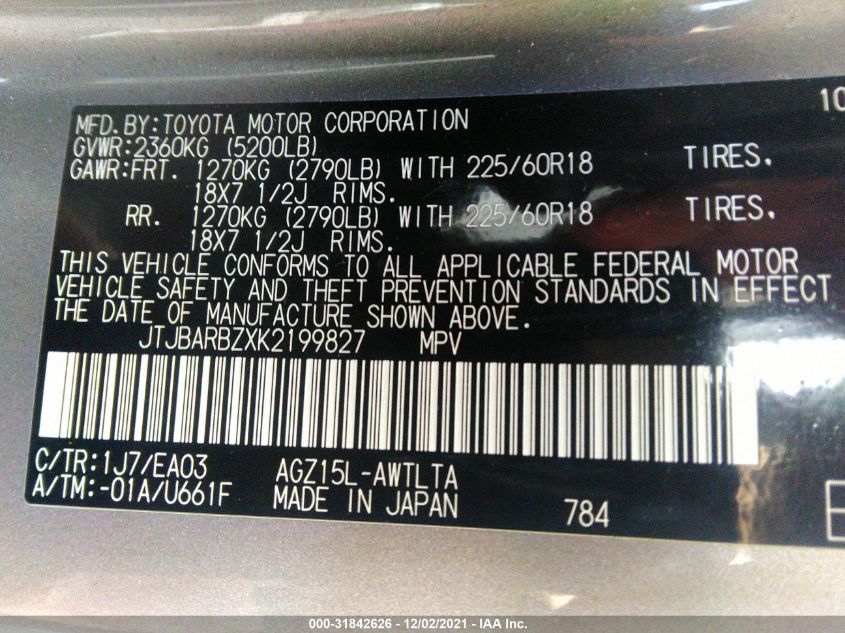 10
MFD.BY:TOYOTA MOTOR CORPORATION
GVWR:2360KG (5200LB)
GAWR:FRT. 1270KG (2790LB) WITH 225/60R18 TIRES.
18X7 1/2J RIMS.
RR. 1270KG (2790LB) WITH 225/60R18 TIRES.
18X7 1/2J RIMS.
THIS VEHICLE CONFORMS TO ALL APPLICABLE FEDERAL MOTOR
VEHICLE SAFETY AND THEFT PREVENTION STANDARDS IN EFFECT
THE DATE OF MANUFACTURE SHOWN ABOVE.
JTJBARBZXK2199827 MPV
C/TR:1J7/EA03 AGZ15L-AWTLTA
A/TM:-01A/U661F MADE IN JAPAN 784
000-31842626 - 12/02/2021 - IAA Inc.